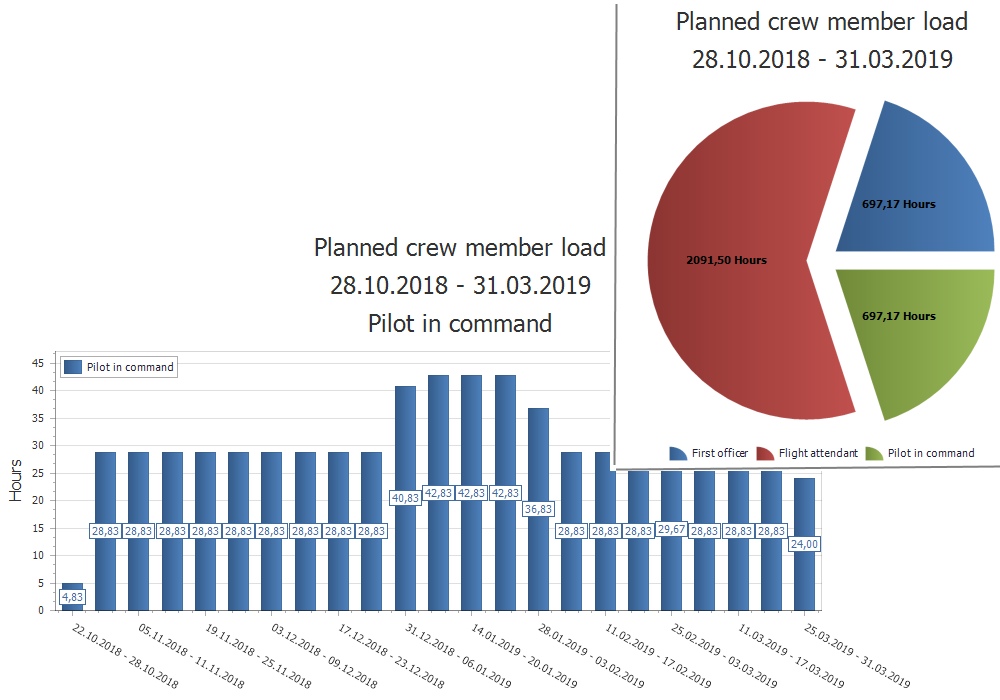 Planned crew member load
28.10.2018 - 31.03.2019
697,17 Hours
2091,50 Hours
697,17 Hours
First officer
Flight attendant
Pilot in command
Planned crew member load
28.10.2018 - 31.03.2019
Pilot in command
Pilot in command
Hours
45
40
35
30
25
20
15
10
5
0
4,83
28,83
28,83
28,83
28,83
28,83
28,83
28,83
28,83
28,83
40,83
42,83
42,83
42,83
36,83
28,83
28,83
28,83
29,67
28,83
28,83
28,83
24,00
22.10.2018 - 28.10.2018
05.11.2018 - 11.11.2018
19.11.2018 - 25.11.2018
03.12.2018 - 09.12.2018
17.12.2018 - 23.12.2018
31.12.2018 - 06.01.2019
14.01.2019 - 20.01.2019
28.01.2019 - 03.02.2019
11.02.2019 - 17.02.2019
25.02.2019 - 03.03.2019
11.03.2019 - 17.03.2019
25.03.2019 - 31.03.2019